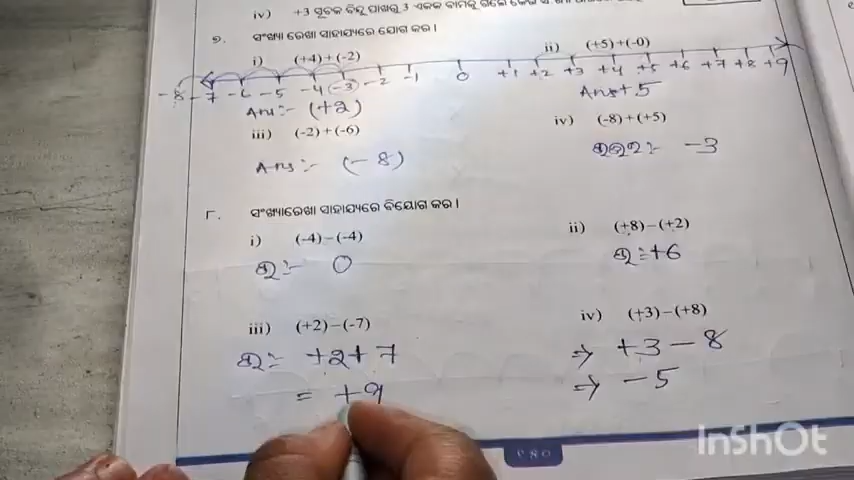 iv) +3 ସୂଚକ ବିନ୍ଦୁ ପାଖରୁ 3 ଏକକ ବାମକୁ ଗଲେ
୭. ସଂଖ୍ୟା ରେଖା ସାହାଯ୍ୟରେ ଯୋଗ କର ।
i) (+4)+(-2) ii) (+5)+(-0)
-8 -7 -6 -5 -4 -3 -2 -1 0 +1 +2 +3 +4 +5 +6 +7 +8 +9
Ans:- (+2) Ans +5
iii) (-2)+(-6) iv) (-8)+(+5)
Ans:- (-8) -3
୮. ସଂଖ୍ୟାରେଖା ସାହାଯ୍ୟରେ ବିୟୋଗ କର ।
i) (-4)-(-4) ii) (+8)-(+2)
ଉ:- 0 ଉ:- +6
iii) (+2)-(-7) iv) (+3)-(+8)
ଉ:- +2+7 ⇒ +3-8
= +9 ⇒ -5
InShOt